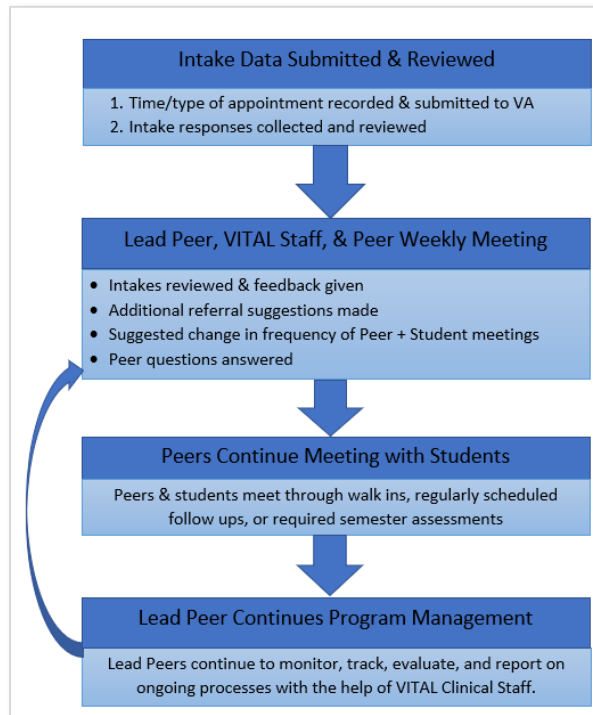 Intake Data Submitted & Reviewed
1. Time/type of appointment recorded & submitted to VA
2. Intake responses collected and reviewed
Lead Peer, VITAL Staff, & Peer Weekly Meeting
• Intakes reviewed & feedback given
• Additional referral suggestions made
• Suggested change in frequency of Peer + Student meetings
• Peer questions answered
Peers Continue Meeting with Students
Peers & students meet through walk ins, regularly scheduled
follow ups, or required semester assessments
Lead Peer Continues Program Management
Lead Peers continue to monitor, track, evaluate, and report on
ongoing processes with the help of VITAL Clinical Staff.